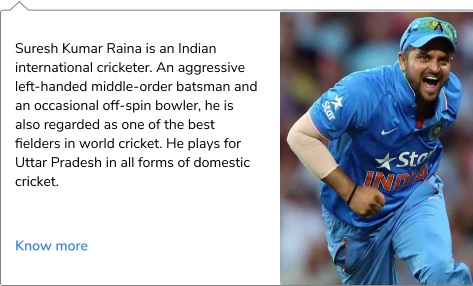 Suresh Kumar Raina is an Indian
international cricketer. An aggressive
left-handed middle-order batsman and
an occasional off-spin bowler, he is
also regarded as one of the best
fielders in world cricket. He plays for
Uttar Pradesh in all forms of domestic
cricket.
Know more
Star
Star
INDIA